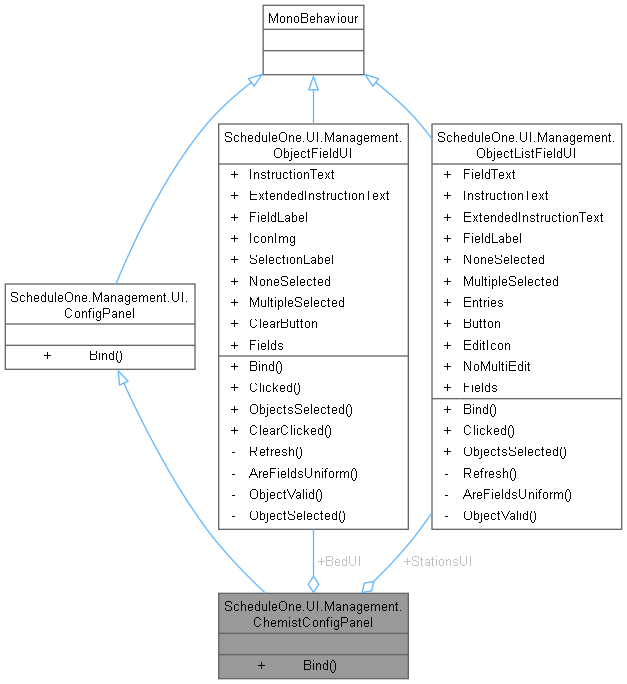 MonoBehaviour
ScheduleOne.UI.Management.
ObjectFieldUI
+ InstructionText
+ ExtendedInstructionText
+ FieldLabel
+ IconImg
+ SelectionLabel
+ NoneSelected
+ MultipleSelected
+ ClearButton
+ Fields
+ Bind()
+ Clicked()
+ ObjectsSelected()
+ ClearClicked()
- Refresh()
- AreFieldsUniform()
- ObjectValid()
- ObjectSelected()
ScheduleOne.UI.Management.
ObjectListFieldUI
+ FieldText
+ InstructionText
+ ExtendedInstructionText
+ FieldLabel
+ NoneSelected
+ MultipleSelected
+ Entries
+ Button
+ EditIcon
+ NoMultiEdit
+ Fields
+ Bind()
+ Clicked()
+ ObjectsSelected()
- Refresh()
- AreFieldsUniform()
- ObjectValid()
ScheduleOne.Management.UI.
ConfigPanel
+ Bind()
+BedUI
+StationsUI
ScheduleOne.UI.Management.
ChemistConfigPanel
+ Bind()